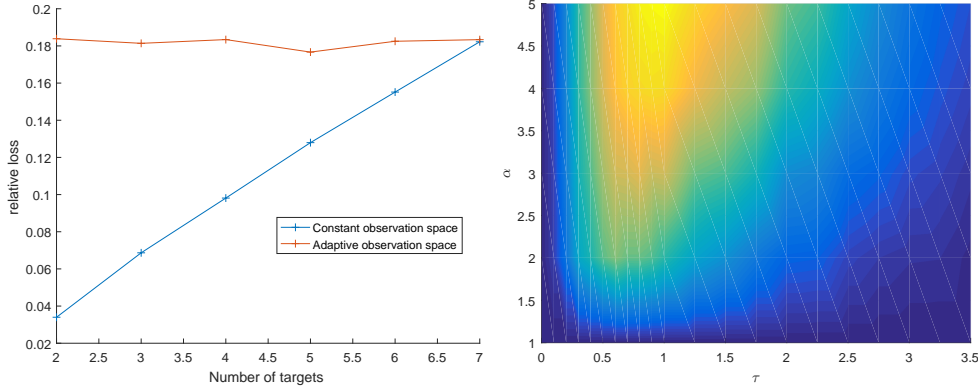 0.2
0.18
0.16
0.14
0.12
0.1
0.08
0.06
0.04
0.02
relative loss
2 2.5 3 3.5 4 4.5 5 5.5 6 6.5 7
Number of targets
Constant observation space
Adaptive observation space
5
4.5
4
3.5
3
2.5
2
1.5
1
α
0 0.5 1 1.5 2 2.5 3 3.5
τ